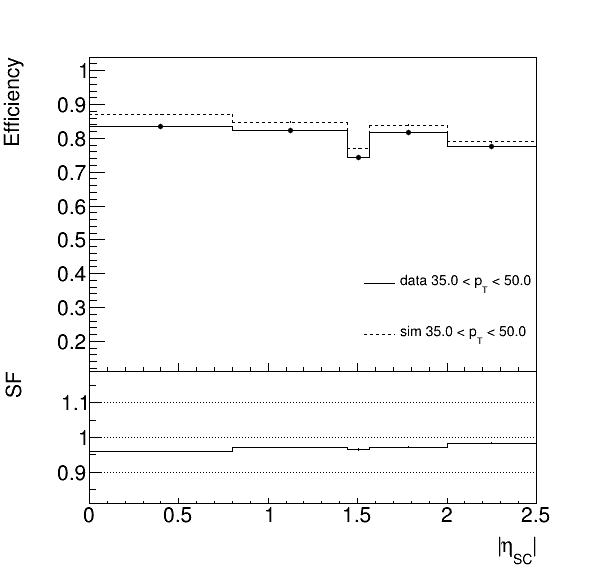 Efficiency
1
0.9
0.8
0.7
0.6
0.5
0.4
0.3
0.2
data 35.0 < p_T < 50.0
sim 35.0 < p_T < 50.0
SF
1.1
1
0.9
0 0.5 1 1.5 2 2.5
|η_SC|